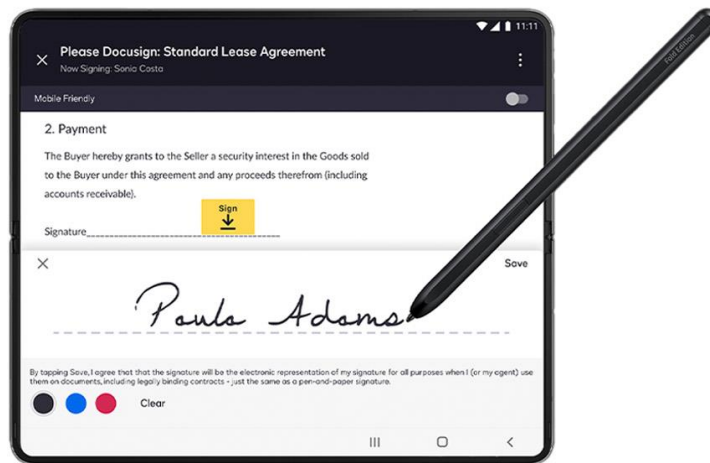 11:11
Please Docusign: Standard Lease Agreement
Now Signing: Sonia Costa
Mobile Friendly
2. Payment
The Buyer hereby grants to the Seller a security interest in the Goods sold
to the Buyer under this agreement and any proceeds therefrom (including
accounts receivable).
Sign
Signature
Save
Paula Adams
By tapping Save, I agree that that the signature will be the electronic representation of my signature for all purposes when I (or my agent) use
them on documents, including legally binding contracts - just the same as a pen-and-paper signature.
Clear
Fold Edition